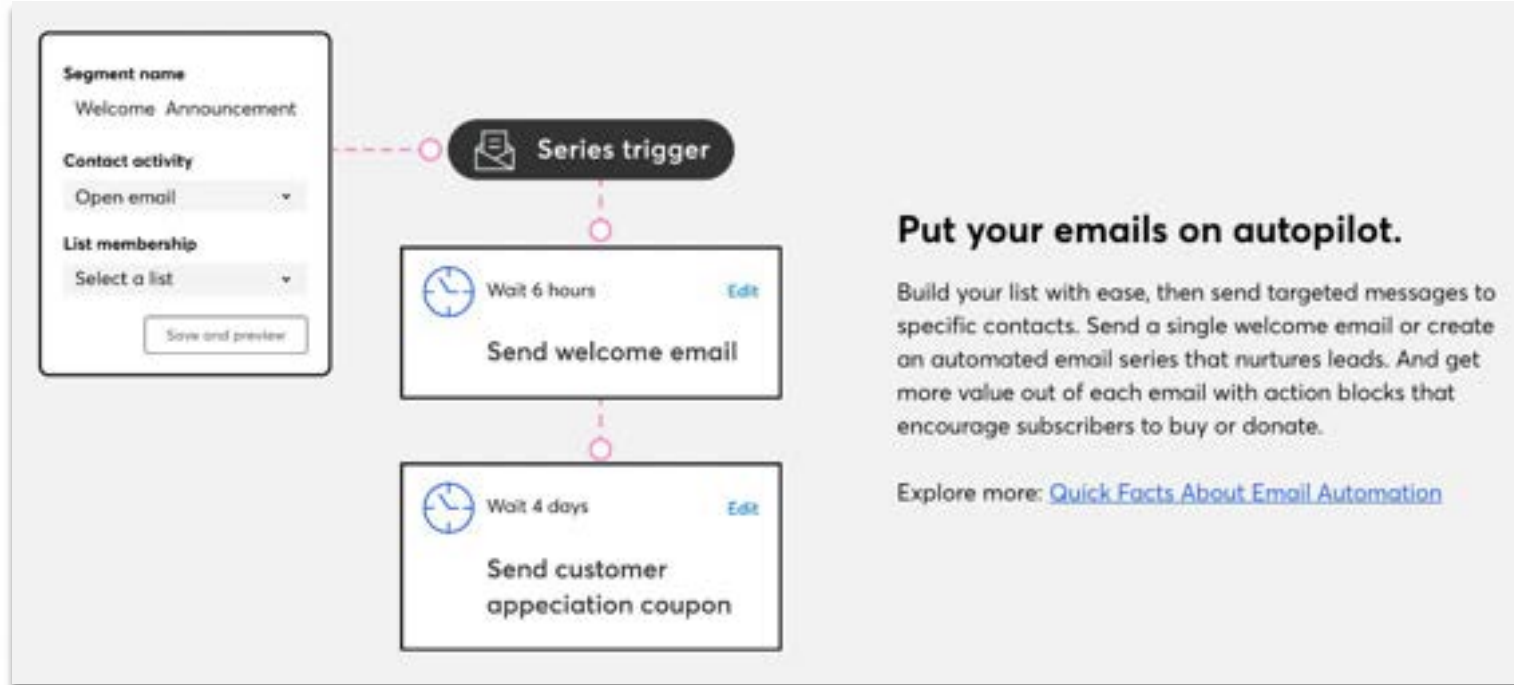 Segment name
Welcome Announcement
Contact activity
Open email
List membership
Select a list
Save and preview
Series trigger
Wait 6 hours
Edit
Send welcome email
Wait 4 days
Edit
Send customer
appeciation coupon
Put your emails on autopilot.
Build your list with ease, then send targeted messages to
specific contacts. Send a single welcome email or create
an automated email series that nurtures leads. And get
more value out of each email with action blocks that
encourage subscribers to buy or donate.
Explore more: Quick Facts About Email Automation